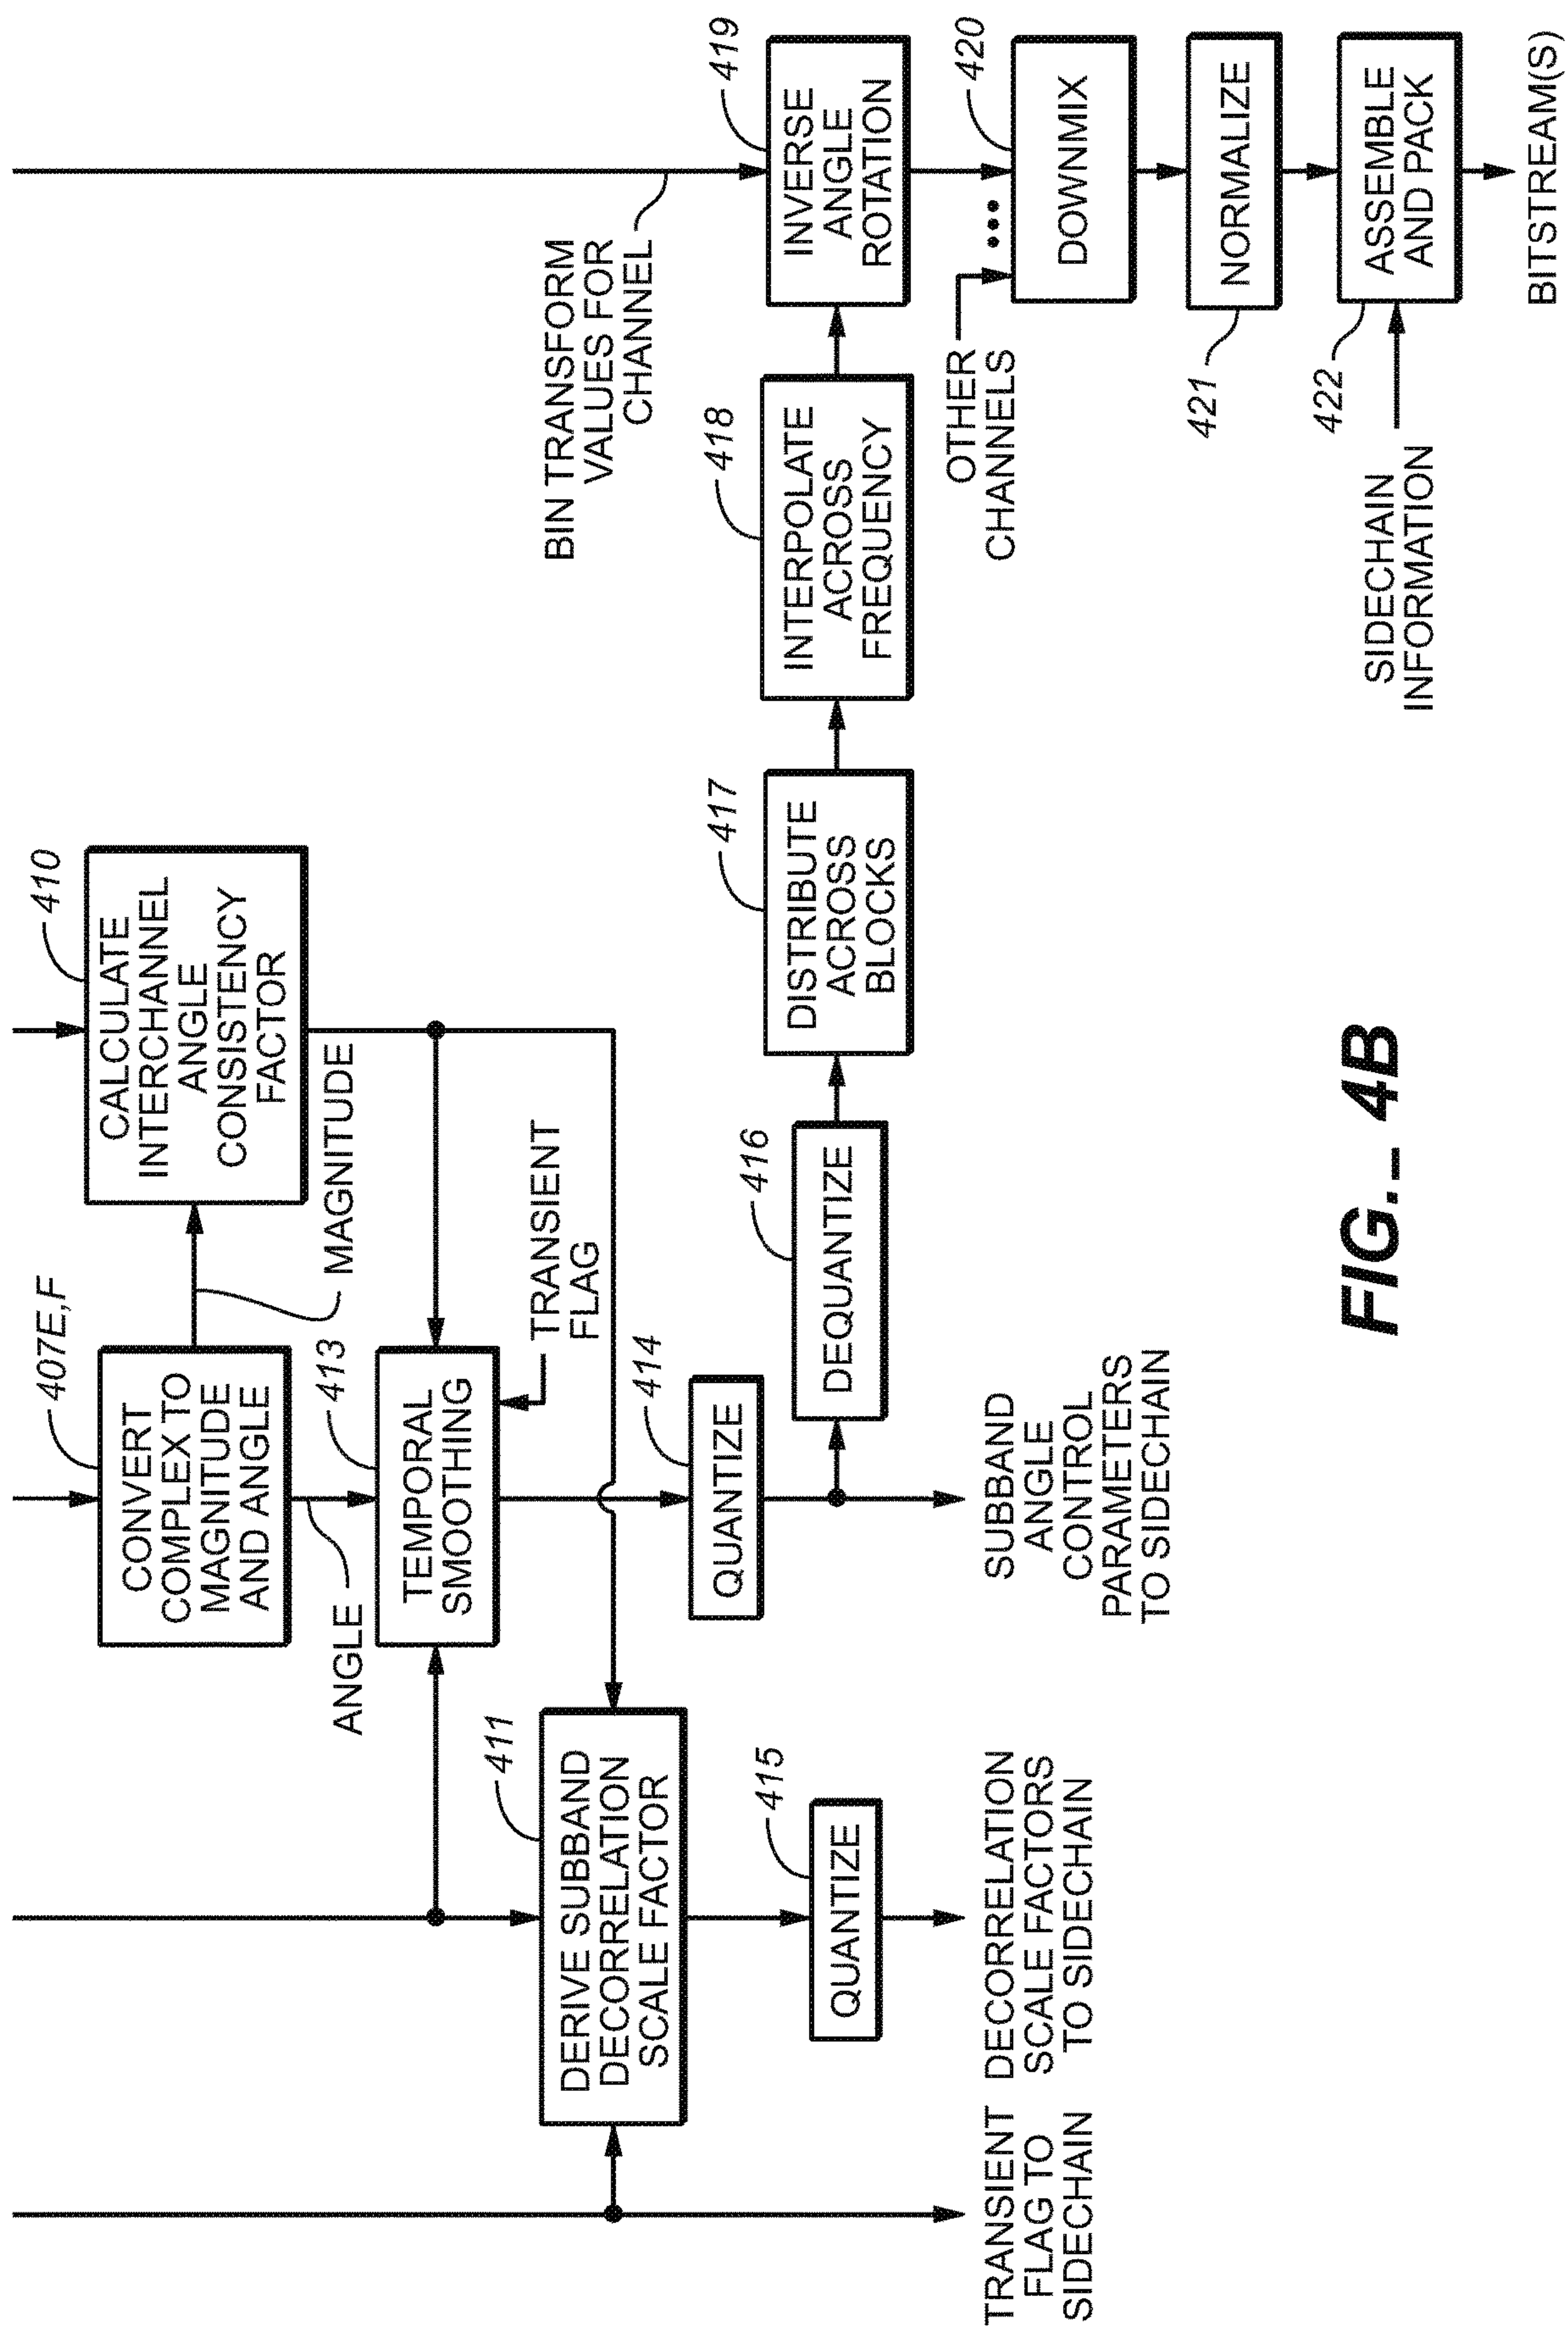 407E,F
CONVERT
COMPLEX TO
MAGNITUDE
AND ANGLE
410
CALCULATE
INTERCHANNEL
ANGLE
CONSISTENCY
FACTOR
MAGNITUDE
ANGLE
413
TEMPORAL
SMOOTHING
TRANSIENT
FLAG
411
DERIVE SUBBAND
DECORRELATION
SCALE FACTOR
414
QUANTIZE
415
QUANTIZE
416
DEQUANTIZE
417
DISTRIBUTE
ACROSS
BLOCKS
418
INTERPOLATE
ACROSS
FREQUENCY
BIN TRANSFORM
VALUES FOR
CHANNEL
419
INVERSE
ANGLE
ROTATION
OTHER
CHANNELS
420
DOWNMIX
421
NORMALIZE
422
ASSEMBLE
AND PACK
SIDECHAIN
INFORMATION
BITSTREAM(S)
TRANSIENT
FLAG TO
SIDECHAIN
DECORRELATION
SCALE FACTORS
TO SIDECHAIN
SUBBAND
ANGLE
CONTROL
PARAMETERS
TO SIDECHAIN
FIG._ 4B